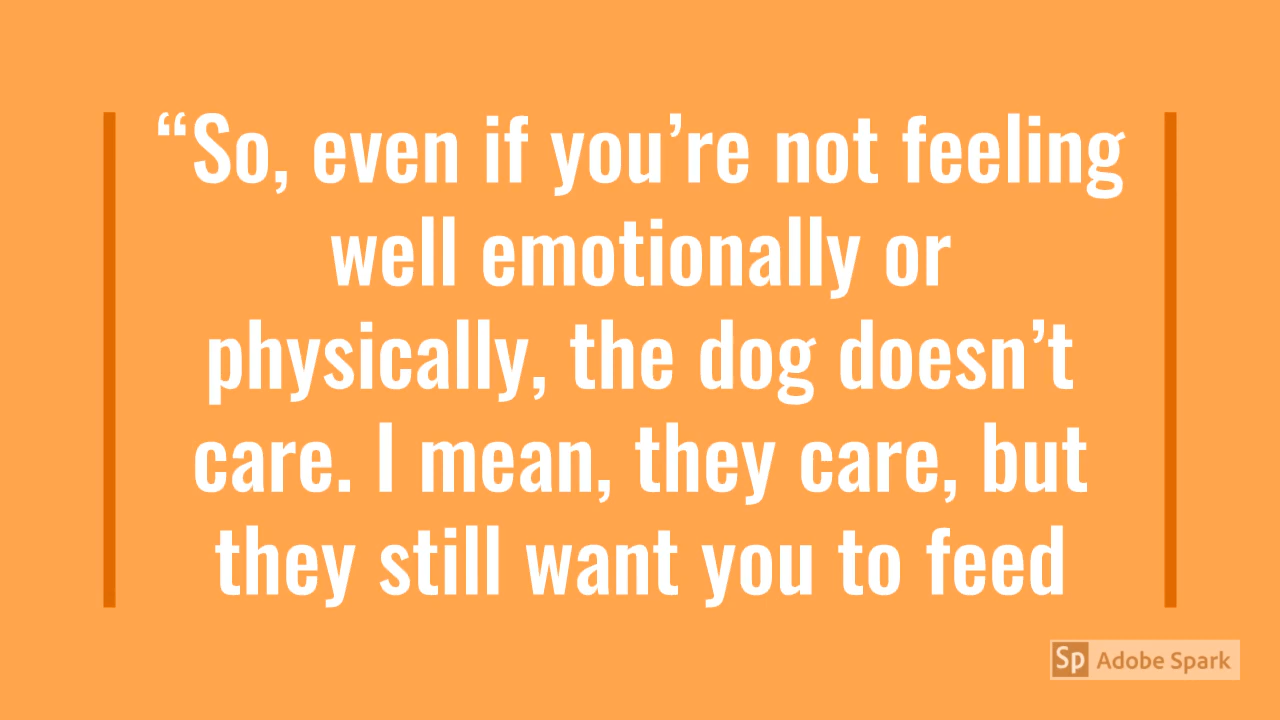 “So, even if you’re not feeling
well emotionally or
physically, the dog doesn’t
care. I mean, they care, but
they still want you to feed
Sp Adobe Spark